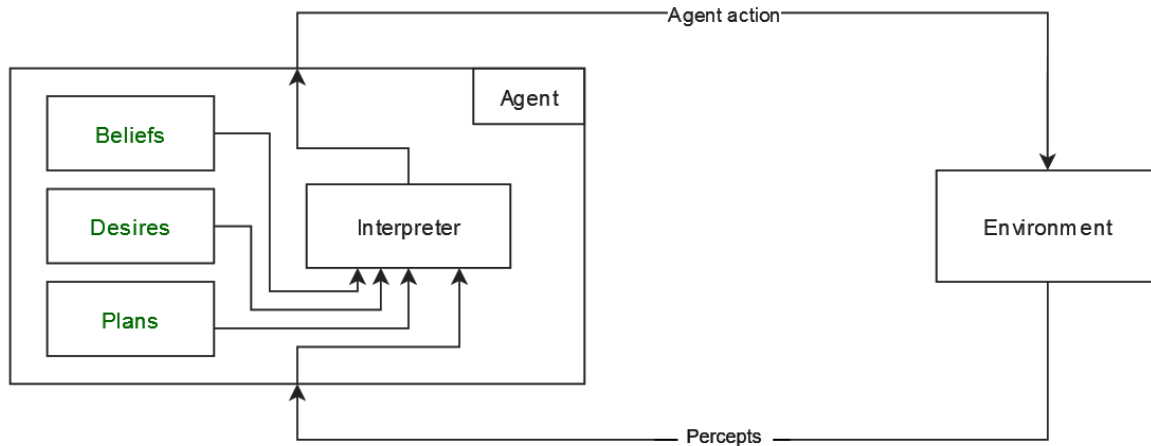 Agent action
Agent
Beliefs
Desires
Interpreter
Environment
Plans
Percepts